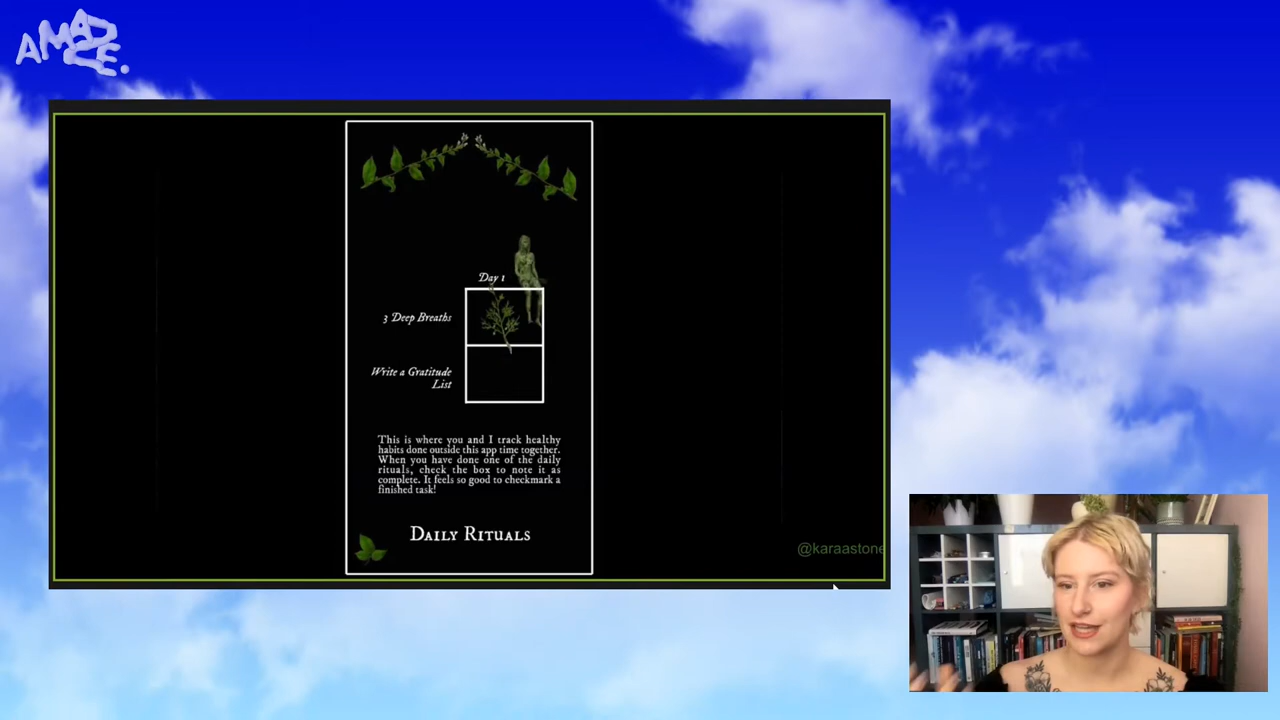 AMAZE.
Day 1
3 Deep Breaths
Write a Gratitude
List
This is where you and I track healthy
habits done outside this app time together.
When you have done one of the daily
rituals, check the box to note it as
complete. It feels so good to checkmark a
finished task!
Daily Rituals
@karaastone